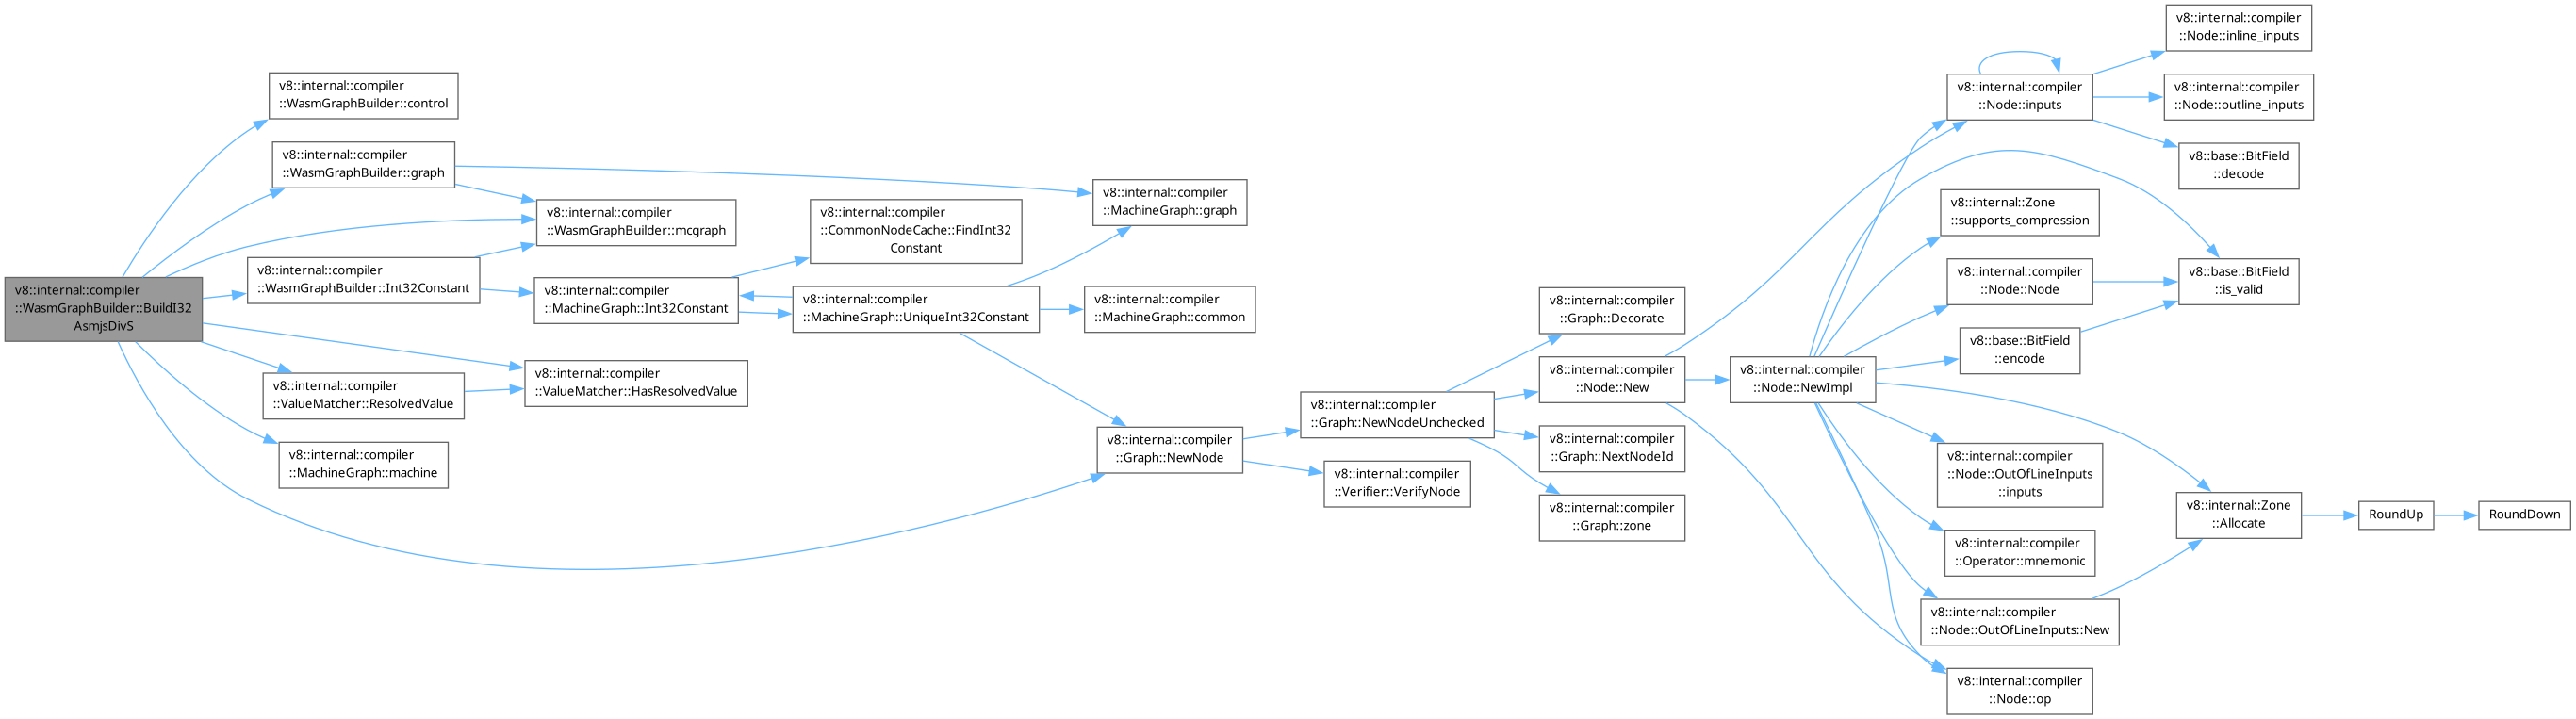 v8::internal::compiler
::WasmGraphBuilder::BuildI32
AsmjsDivS
v8::internal::compiler
::WasmGraphBuilder::control
v8::internal::compiler
::WasmGraphBuilder::graph
v8::internal::compiler
::WasmGraphBuilder::mcgraph
v8::internal::compiler
::WasmGraphBuilder::Int32Constant
v8::internal::compiler
::ValueMatcher::ResolvedValue
v8::internal::compiler
::MachineGraph::machine
v8::internal::compiler
::MachineGraph::Int32Constant
v8::internal::compiler
::ValueMatcher::HasResolvedValue
v8::internal::compiler
::CommonNodeCache::FindInt32
Constant
v8::internal::compiler
::MachineGraph::UniqueInt32Constant
v8::internal::compiler
::MachineGraph::graph
v8::internal::compiler
::MachineGraph::common
v8::internal::compiler
::Graph::NewNode
v8::internal::compiler
::Graph::NewNodeUnchecked
v8::internal::compiler
::Verifier::VerifyNode
v8::internal::compiler
::Graph::Decorate
v8::internal::compiler
::Node::New
v8::internal::compiler
::Graph::NextNodeId
v8::internal::compiler
::Graph::zone
v8::internal::compiler
::Node::NewImpl
v8::internal::compiler
::Node::inputs
v8::internal::Zone
::supports_compression
v8::internal::compiler
::Node::Node
v8::base::BitField
::encode
v8::internal::compiler
::Node::OutOfLineInputs
::inputs
v8::internal::compiler
::Operator::mnemonic
v8::internal::compiler
::Node::OutOfLineInputs::New
v8::internal::compiler
::Node::op
v8::internal::compiler
::Node::inline_inputs
v8::internal::compiler
::Node::outline_inputs
v8::base::BitField
::decode
v8::base::BitField
::is_valid
v8::internal::Zone
::Allocate
RoundUp
RoundDown